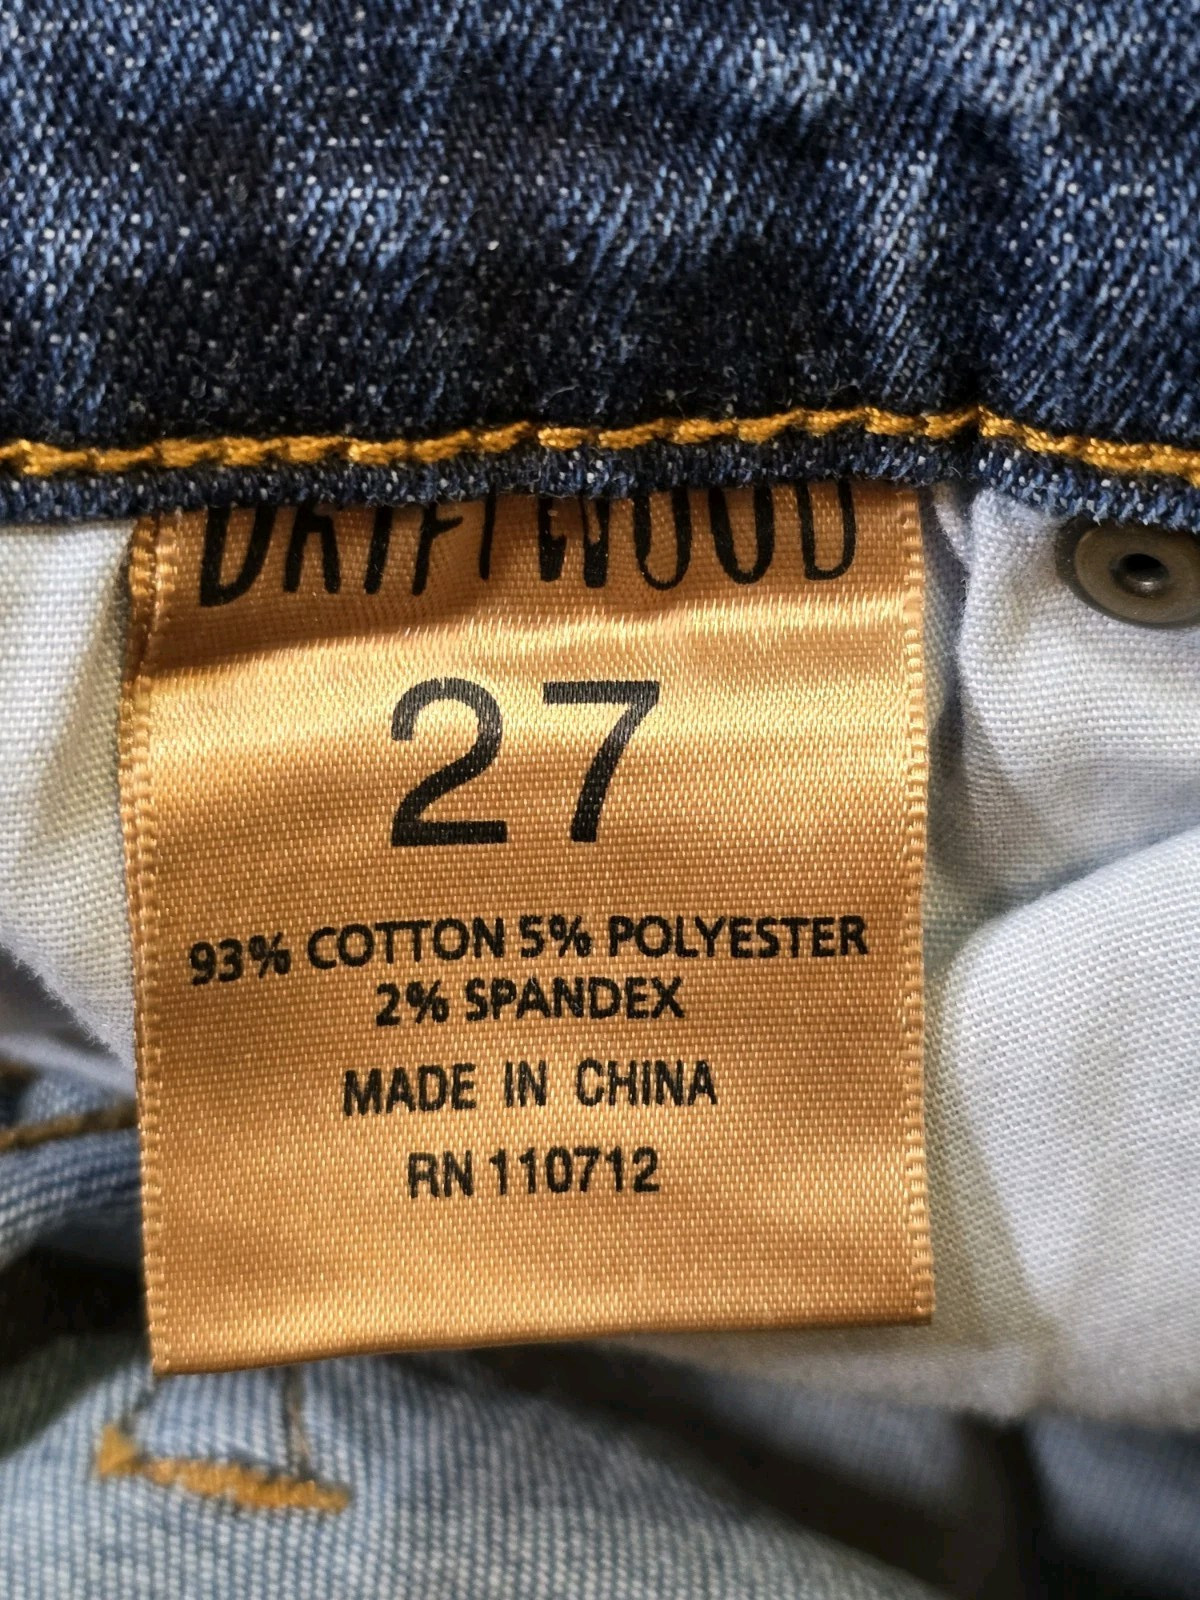 DRIFTWOOD
27
93% COTTON 5% POLYESTER
2% SPANDEX
MADE IN CHINA
RN 110712